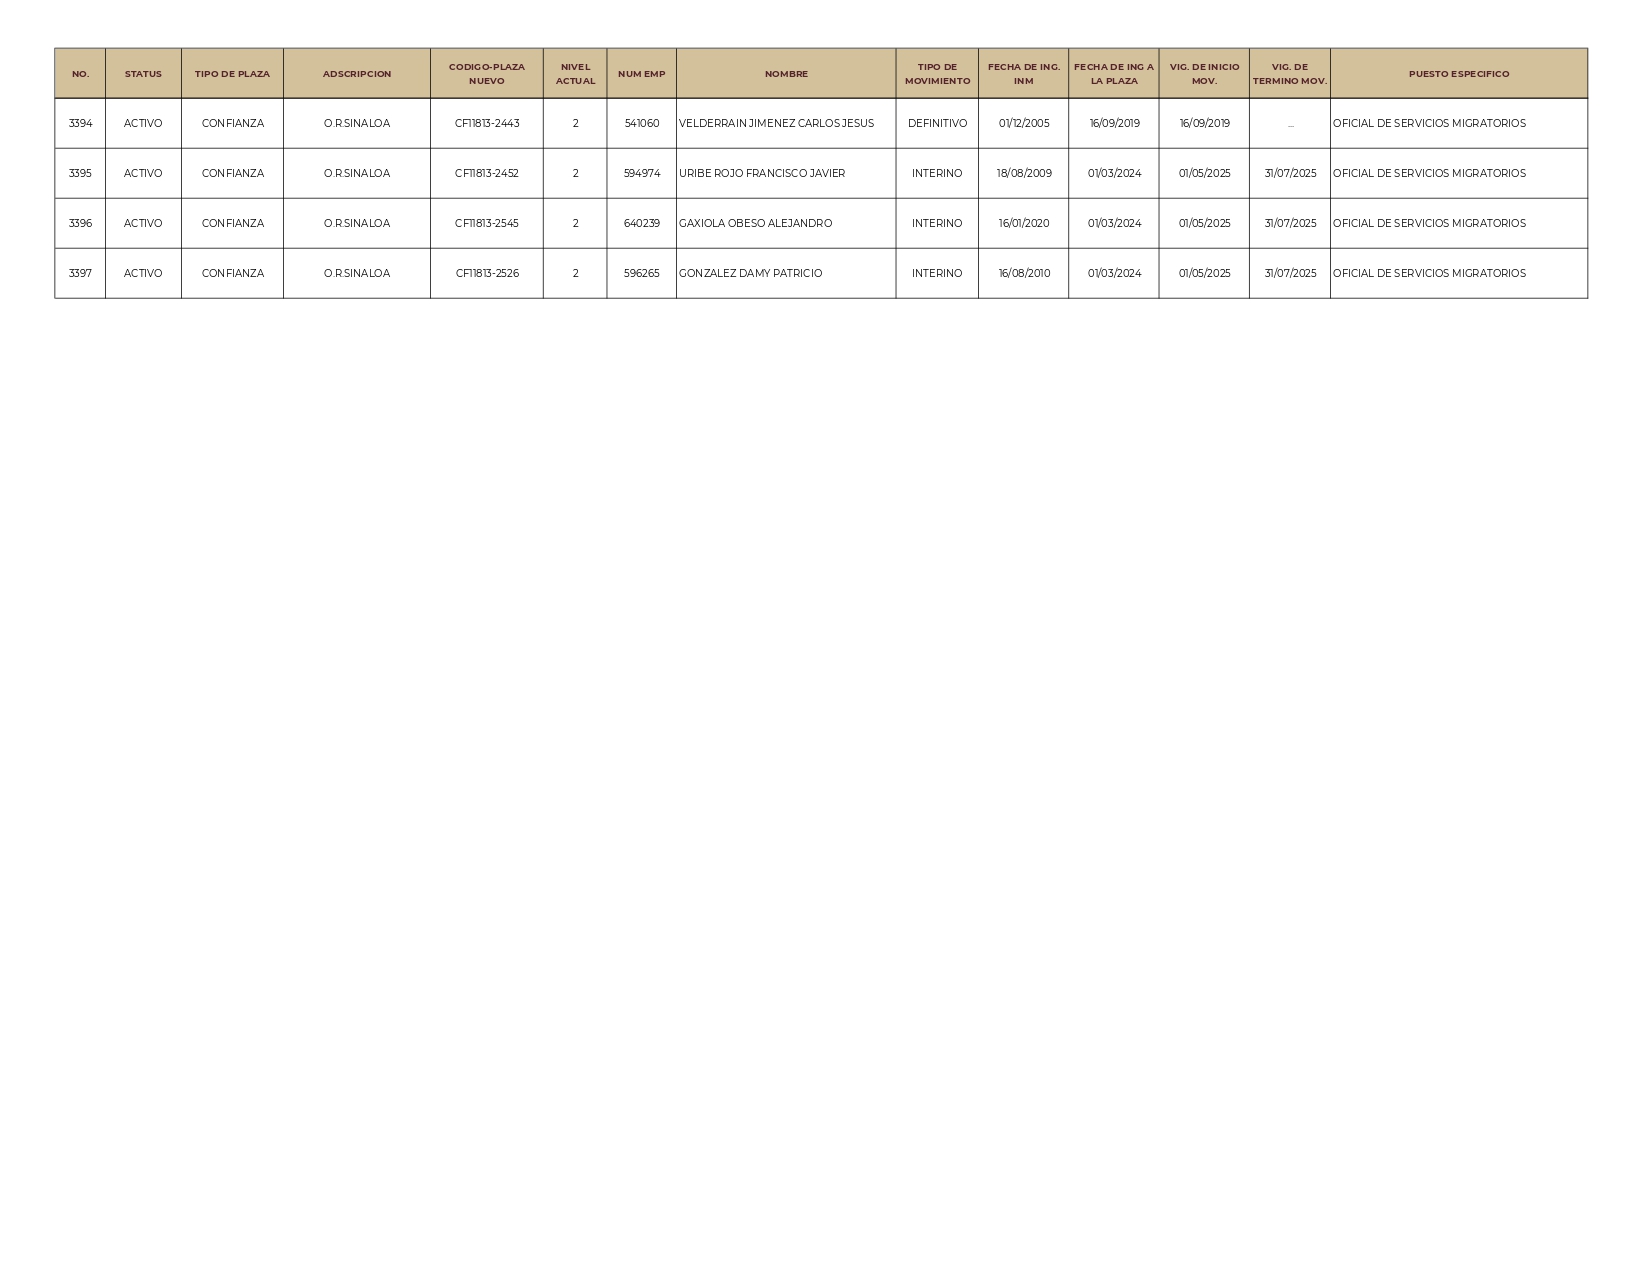 NO. STATUS TIPO DE PLAZA ADSCRIPCION CODIGO-PLAZA NUEVO NIVEL ACTUAL NUM EMP NOMBRE TIPO DE MOVIMIENTO FECHA DE ING. INM FECHA DE ING A LA PLAZA VIG. DE INICIO MOV. VIG. DE TERMINO MOV. PUESTO ESPECIFICO
3394 ACTIVO CONFIANZA O.R.SINALOA CF11813-2443 2 541060 VELDERRAIN JIMENEZ CARLOS JESUS DEFINITIVO 01/12/2005 16/09/2019 16/09/2019 ... OFICIAL DE SERVICIOS MIGRATORIOS
3395 ACTIVO CONFIANZA O.R.SINALOA CF11813-2452 2 594974 URIBE ROJO FRANCISCO JAVIER INTERINO 18/08/2009 01/03/2024 01/05/2025 31/07/2025 OFICIAL DE SERVICIOS MIGRATORIOS
3396 ACTIVO CONFIANZA O.R.SINALOA CF11813-2545 2 640239 GAXIOLA OBESO ALEJANDRO INTERINO 16/01/2020 01/03/2024 01/05/2025 31/07/2025 OFICIAL DE SERVICIOS MIGRATORIOS
3397 ACTIVO CONFIANZA O.R.SINALOA CF11813-2526 2 596265 GONZALEZ DAMY PATRICIO INTERINO 16/08/2010 01/03/2024 01/05/2025 31/07/2025 OFICIAL DE SERVICIOS MIGRATORIOS